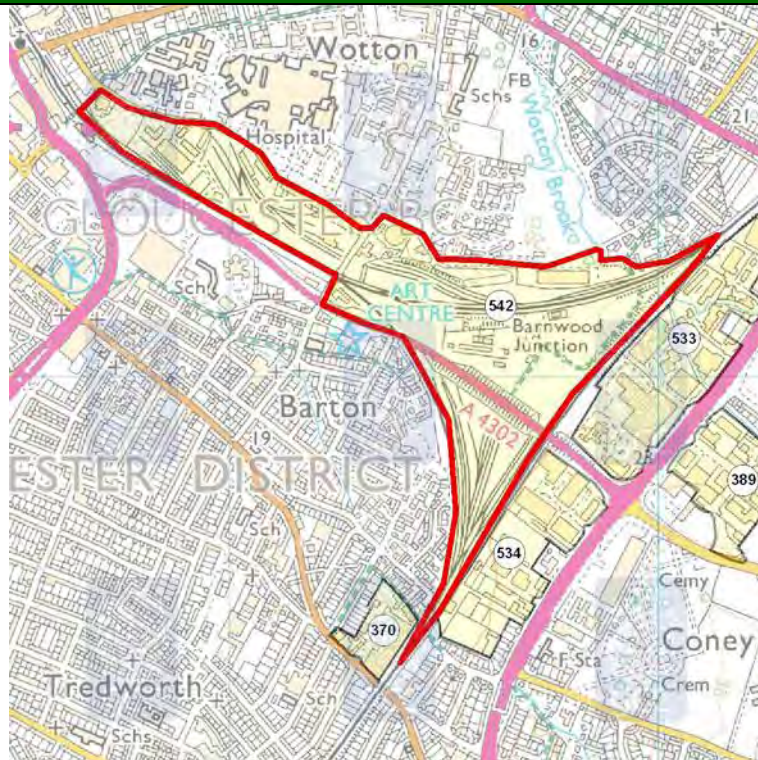 Wotton
16
FB
Schs
21
Hospital
Wotton Brook
GLOUCESTER BC
Sch
ART
CENTRE
542
Barnwood
Junction
533
Barton
A 4302
19
ESTER DISTRICT
389
Sch
534
Cemy
370
Coney
F Sta
Tredworth
Sch
Crem
Schs